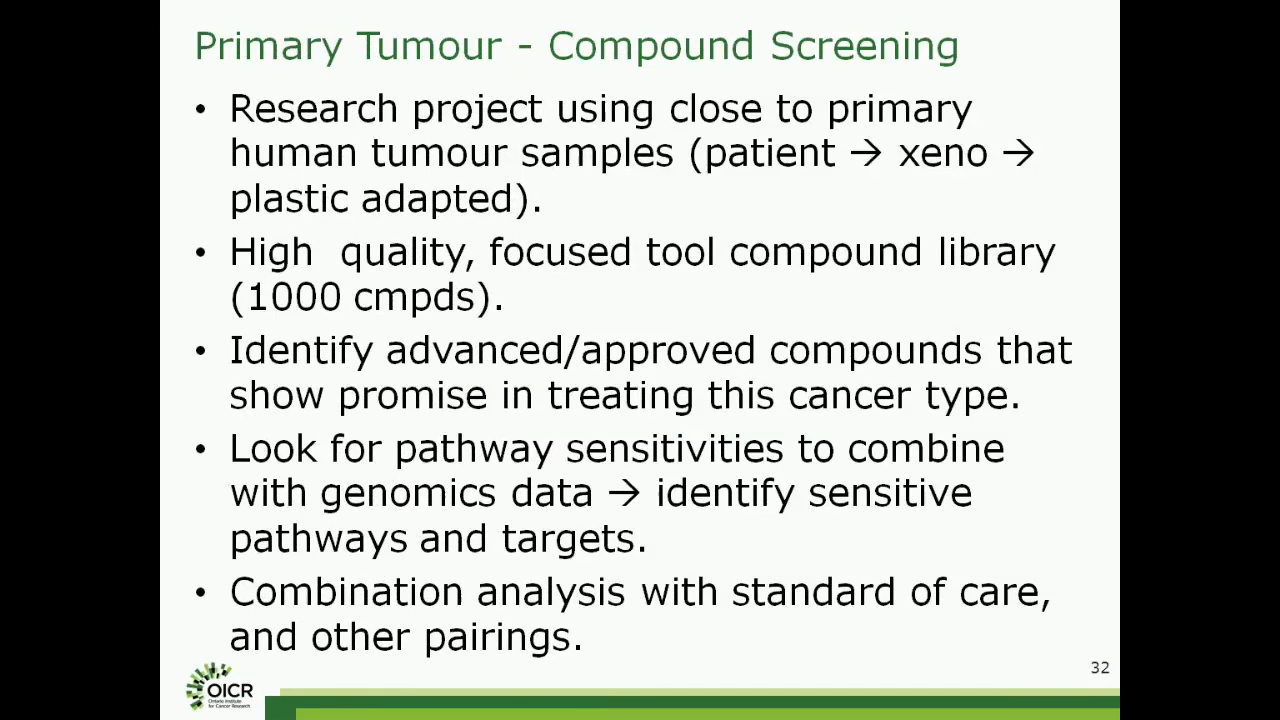 Primary Tumour - Compound Screening
• Research project using close to primary
human tumour samples (patient → xeno →
plastic adapted).
• High  quality, focused tool compound library
(1000 cmpds).
• Identify advanced/approved compounds that
show promise in treating this cancer type.
• Look for pathway sensitivities to combine
with genomics data → identify sensitive
pathways and targets.
• Combination analysis with standard of care,
and other pairings.
32
OICR
Ontario Institute
for Cancer Research